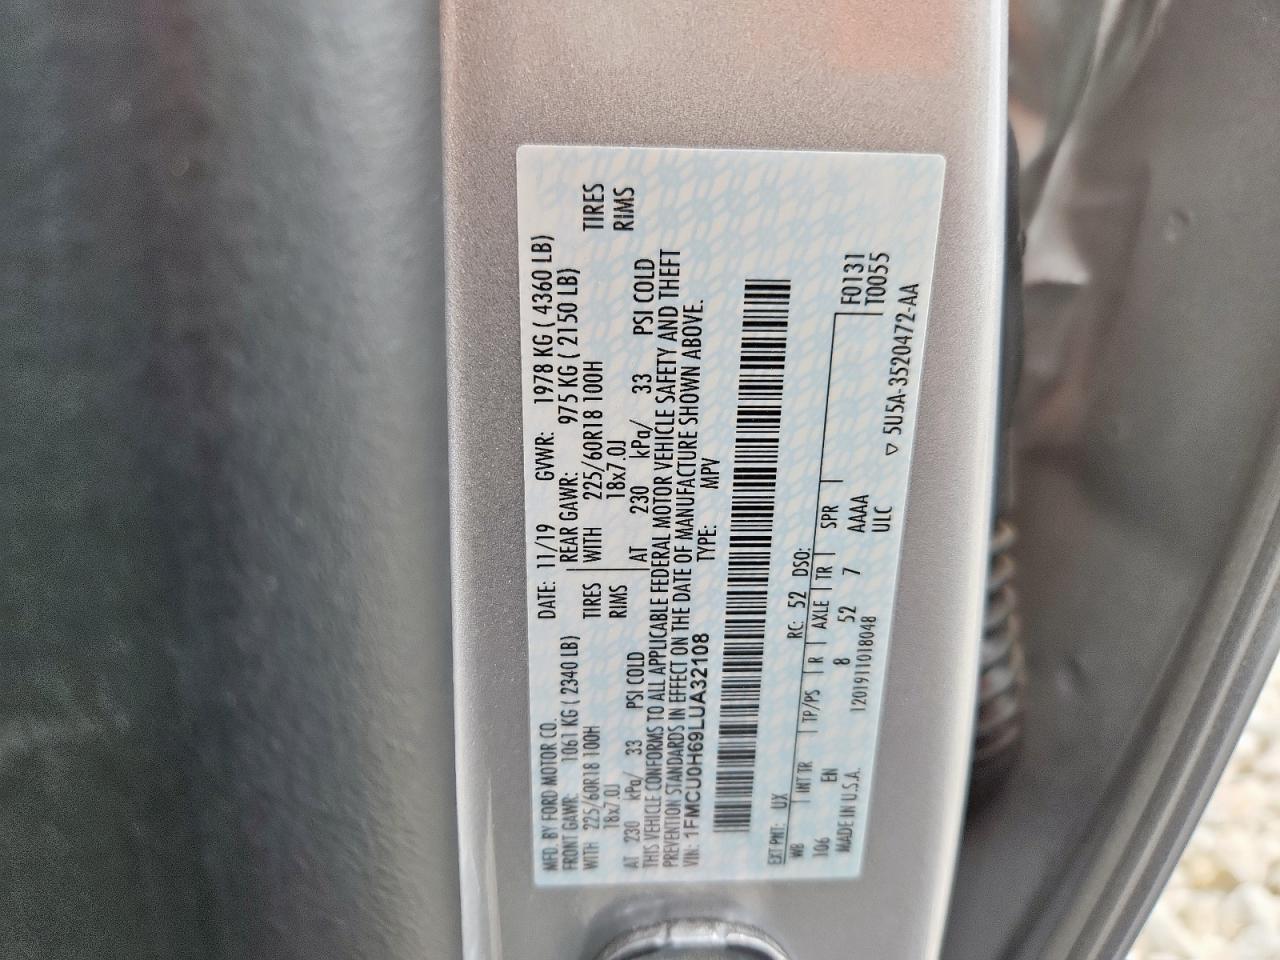 MFD. BY FORD MOTOR CO. DATE: 11/19 GVWR: 1978 KG ( 4360 LB)
FRONT GAWR: 1061 KG ( 2340 LB) REAR GAWR: 975 KG ( 2150 LB)
WITH 225/60R18 100H TIRES WITH 225/60R18 100H TIRES
18x7.0J RIMS 18x7.0J RIMS
AT 230 kPa/ 33 PSI COLD AT 230 kPa/ 33 PSI COLD
THIS VEHICLE CONFORMS TO ALL APPLICABLE FEDERAL MOTOR VEHICLE SAFETY AND THEFT
PREVENTION STANDARDS IN EFFECT ON THE DATE OF MANUFACTURE SHOWN ABOVE.
VIN: 1FMCU0H69LUA32108 TYPE: MPV
EXT PNT: UX RC: 52 DSO:
WB INT TR TP/PS R AXLE TR SPR F0131
106 EN 8 52 7 AAAA T0055
MADE IN U.S.A. 1201911018048 ULC
▽ 5U5A-3520472-AA